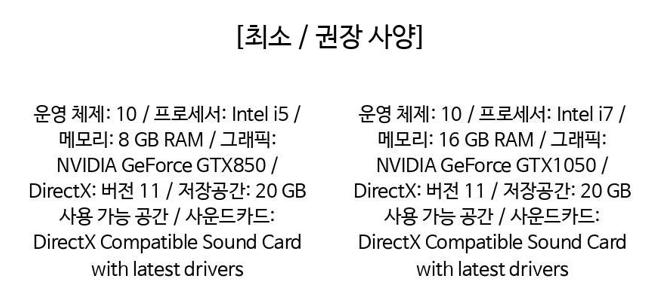 [최소 / 권장 사양]
운영 체제: 10 / 프로세서: Intel i5 /
메모리: 8 GB RAM / 그래픽:
NVIDIA GeForce GTX850 /
DirectX: 버전 11 / 저장공간: 20 GB
사용 가능 공간 / 사운드카드:
DirectX Compatible Sound Card
with latest drivers
운영 체제: 10 / 프로세서: Intel i7 /
메모리: 16 GB RAM / 그래픽:
NVIDIA GeForce GTX1050 /
DirectX: 버전 11 / 저장공간: 20 GB
사용 가능 공간 / 사운드카드:
DirectX Compatible Sound Card
with latest drivers